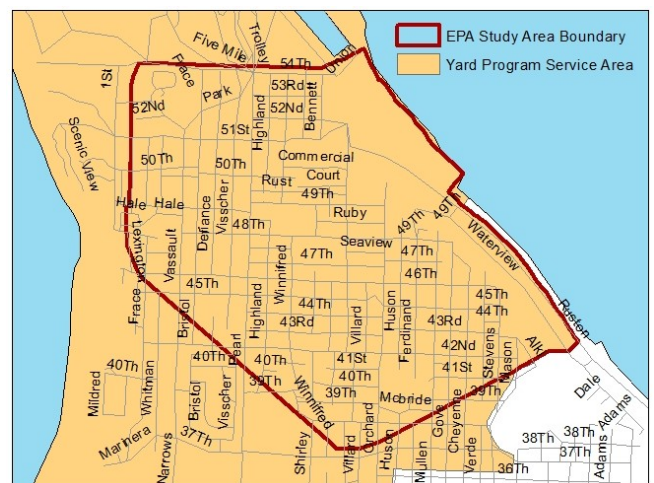 EPA Study Area Boundary
Yard Program Service Area
Five Mile
Trolley
54Th
Orion
1St
Frace
Park
53Rd
52Nd
52Nd
Bennett
Highland
51St
Scenic View
50Th
50Th
Commercial
Court
Rust
49Th
Hale
Hale
Defiance
Visscher
48Th
Ruby
49Th
49Th
Waterview
Lexington
Vassault
Seaview
47Th
47Th
46Th
Winnifred
45Th
45Th
44Th
44Th
43Rd
43Rd
Frace
Bristol
Highland
Villard
Huson
Ferdinand
Ruston
Pearl
42Nd
41St
41St
Stevens
Mason
Alk
40Th
40Th
40Th
40Th
39Th
39Th
39Th
Mildred
Whitman
Bristol
Visscher
Winnifred
Mcbride
Dale
Adams
Marinera
37Th
Narrows
Shirley
Villard
Orchard
Huson
Mullen
Gove
Cheyenne
Verde
38Th
38Th
37Th
36Th
Adams